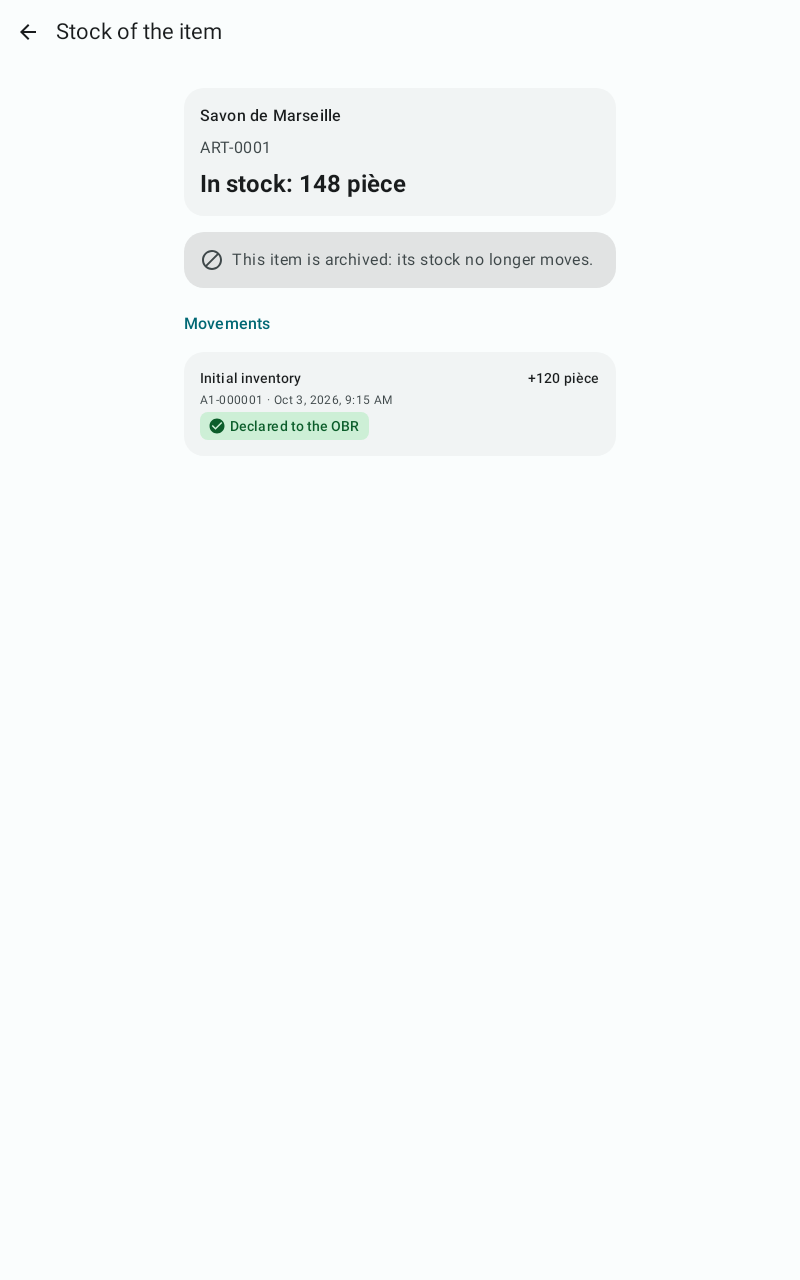 Stock of the item
Savon de Marseille
ART-0001
In stock: 148 pièce
This item is archived: its stock no longer moves.
Movements
Initial inventory +120 pièce
A1-000001 · Oct 3, 2026, 9:15 AM
Declared to the OBR